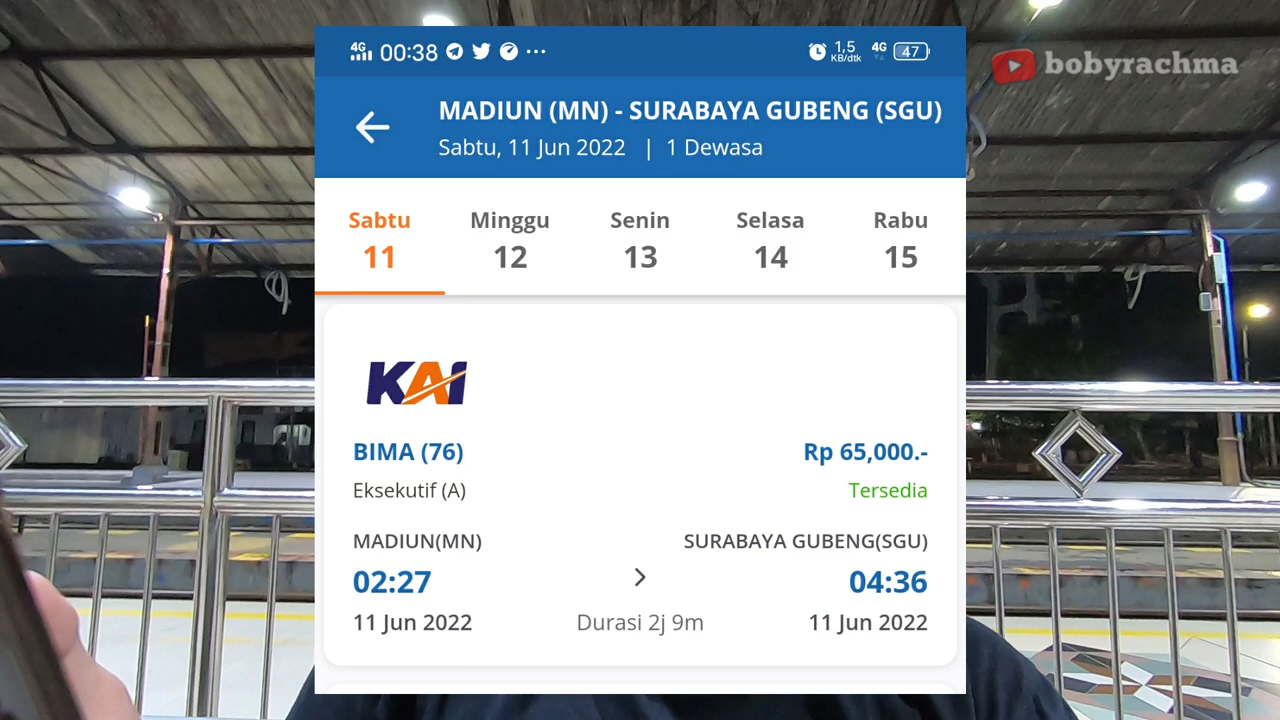 bobyrachma
4G 00:38 ... 1,5 KB/dtk 4G 47
MADIUN (MN) - SURABAYA GUBENG (SGU)
Sabtu, 11 Jun 2022 | 1 Dewasa
Sabtu Minggu Senin Selasa Rabu
11 12 13 14 15
KAI
BIMA (76) Rp 65,000.-
Eksekutif (A) Tersedia
MADIUN(MN) SURABAYA GUBENG(SGU)
02:27 > 04:36
11 Jun 2022 Durasi 2j 9m 11 Jun 2022